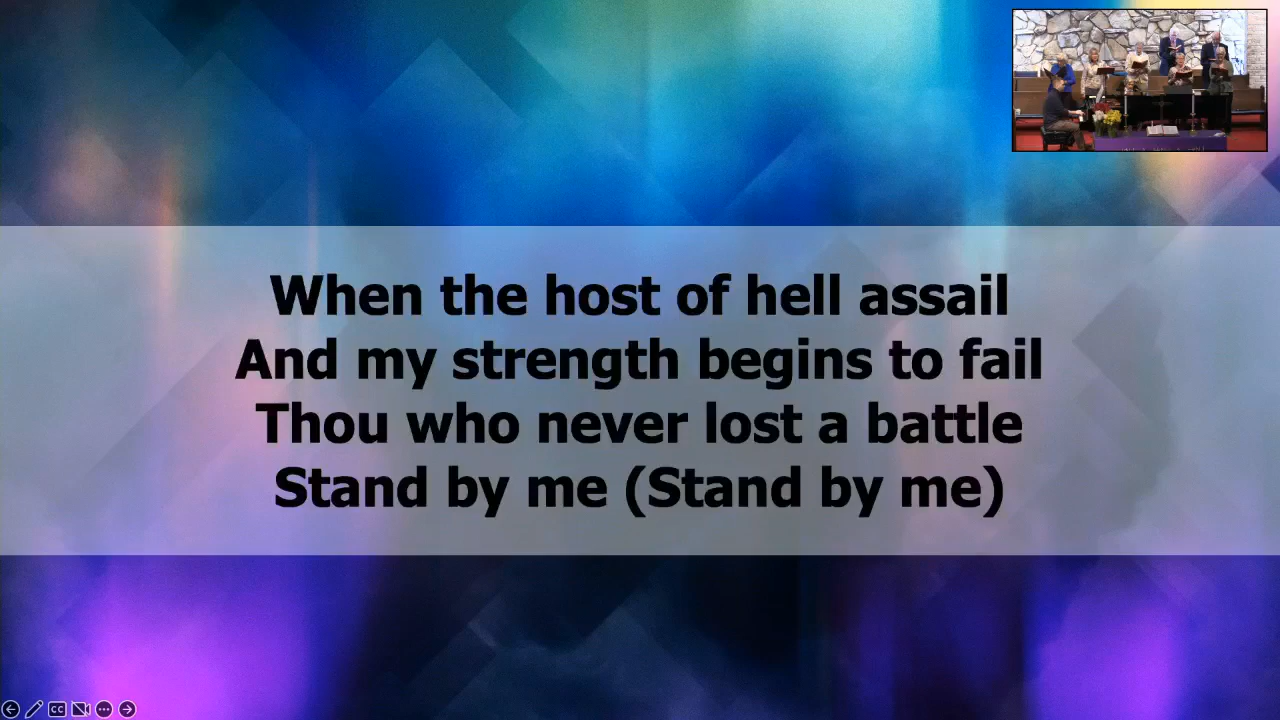 When the host of hell assail
And my strength begins to fail
Thou who never lost a battle
Stand by me (Stand by me)
CC